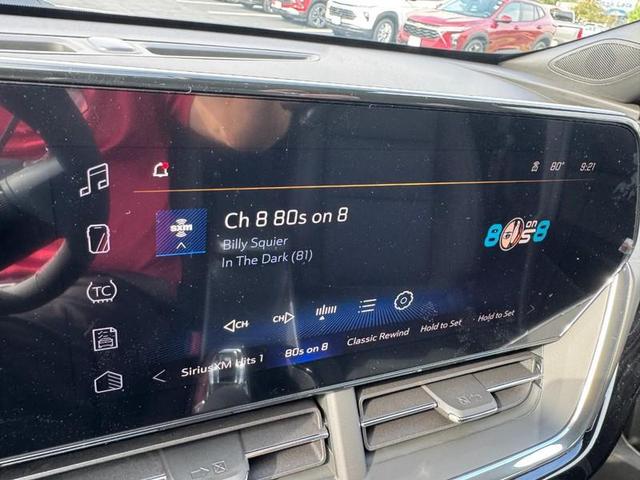 80° 9:21
sxm
Ch 8 80s on 8
Billy Squier
In The Dark (81)
80s on 8
TC
CH CH
SiriusXM Hits 1 80s on 8 Classic Rewind Hold to Set Hold to Set